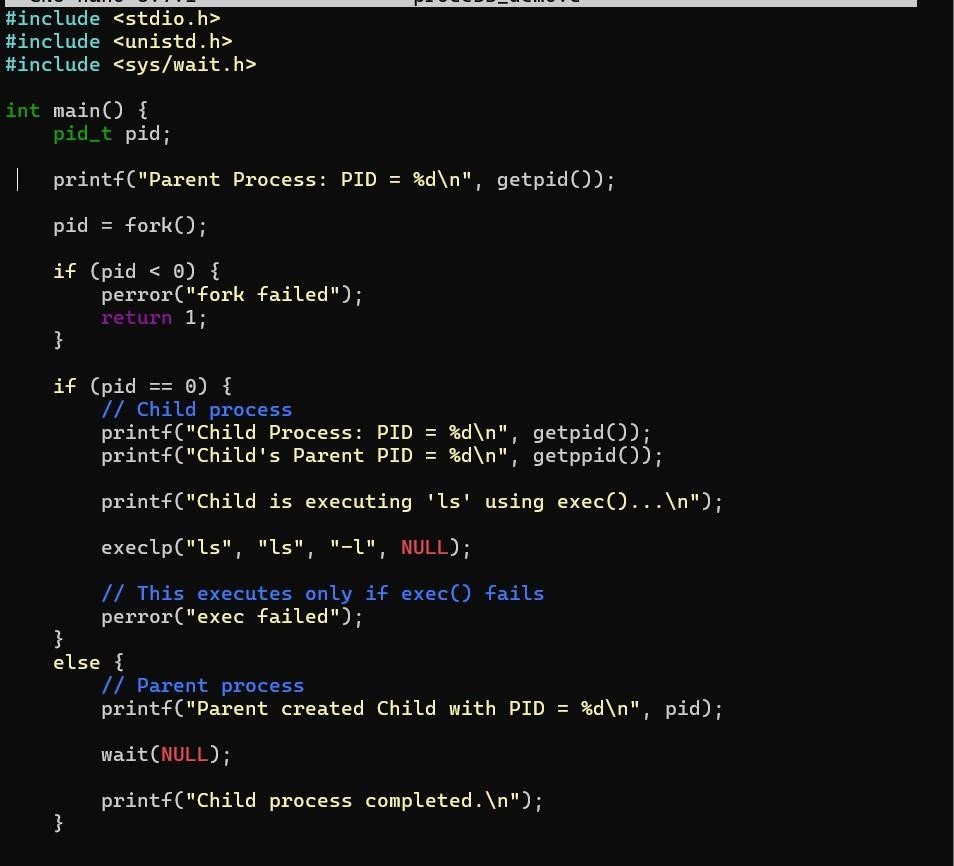 #include <stdio.h>
#include <unistd.h>
#include <sys/wait.h>
int main() {
pid_t pid;
printf("Parent Process: PID = %d\n", getpid());
pid = fork();
if (pid < 0) {
perror("fork failed");
return 1;
}
if (pid == 0) {
// Child process
printf("Child Process: PID = %d\n", getpid());
printf("Child's Parent PID = %d\n", getppid());
printf("Child is executing 'ls' using exec()...\n");
execlp("ls", "ls", "-l", NULL);
// This executes only if exec() fails
perror("exec failed");
}
else {
// Parent process
printf("Parent created Child with PID = %d\n", pid);
wait(NULL);
printf("Child process completed.\n");
}